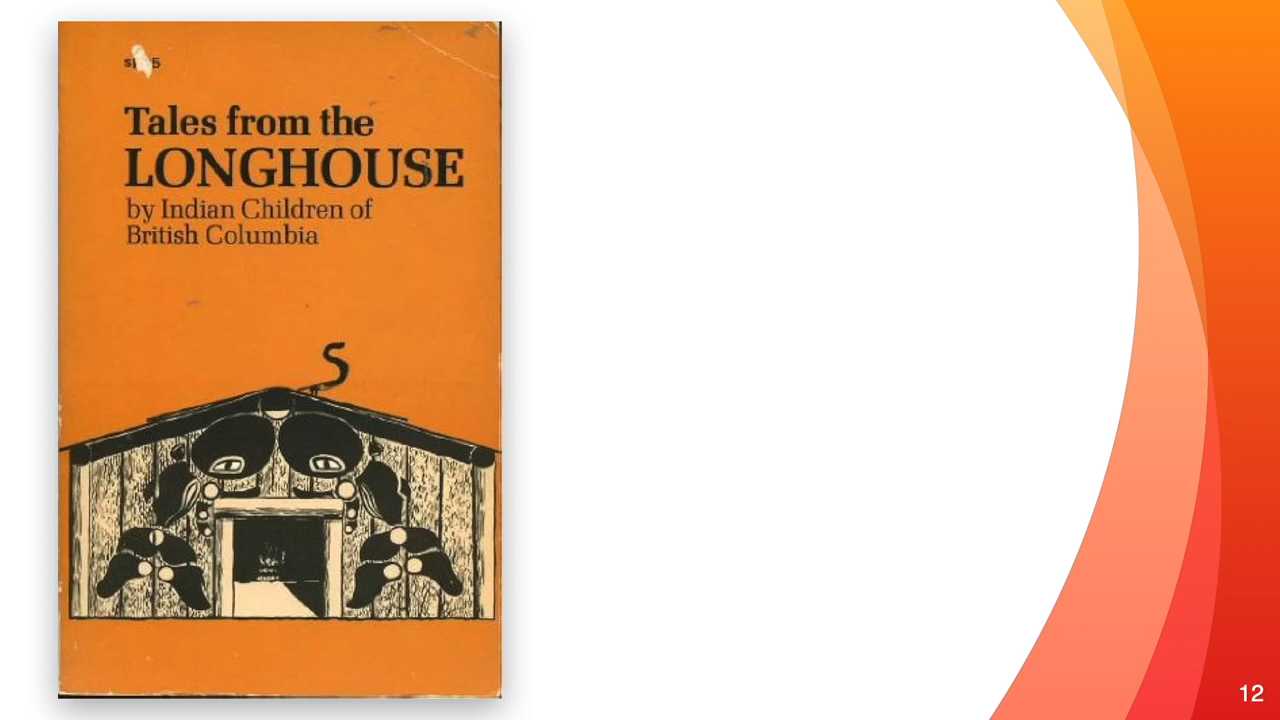 Tales from the
LONGHOUSE
by Indian Children of
British Columbia
12